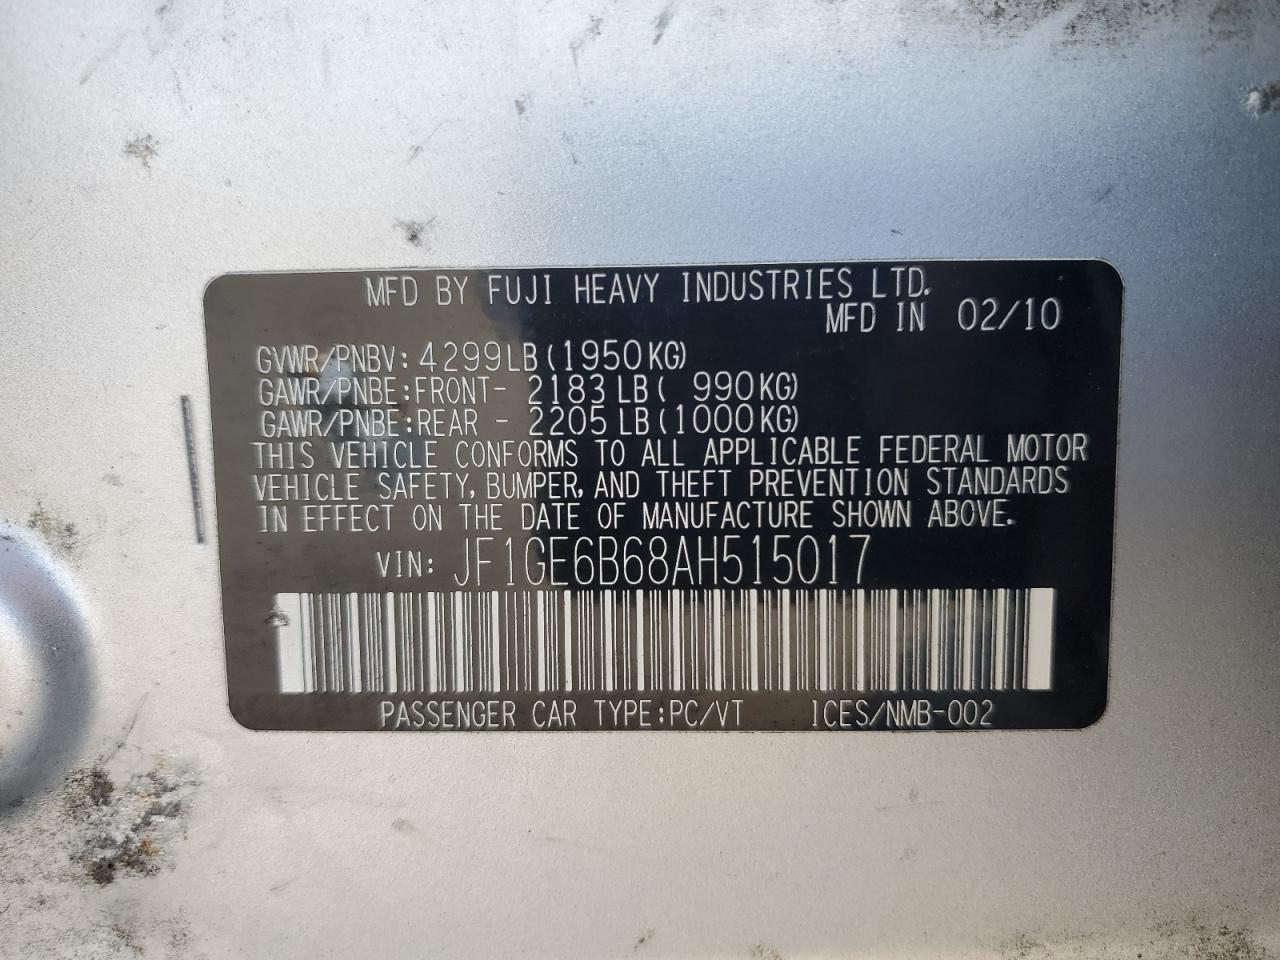 MFD BY FUJI HEAVY INDUSTRIES LTD.
MFD IN 02/10
GVWR/PNBV: 4299LB(1950KG)
GAWR/PNBE:FRONT- 2183LB( 990KG)
GAWR/PNBE:REAR - 2205LB(1000KG)
THIS VEHICLE CONFORMS TO ALL APPLICABLE FEDERAL MOTOR
VEHICLE SAFETY, BUMPER, AND THEFT PREVENTION STANDARDS
IN EFFECT ON THE DATE OF MANUFACTURE SHOWN ABOVE.
VIN: JF1GE6B68AH515017
PASSENGER CAR TYPE:PC/VT ICES/NMB-002